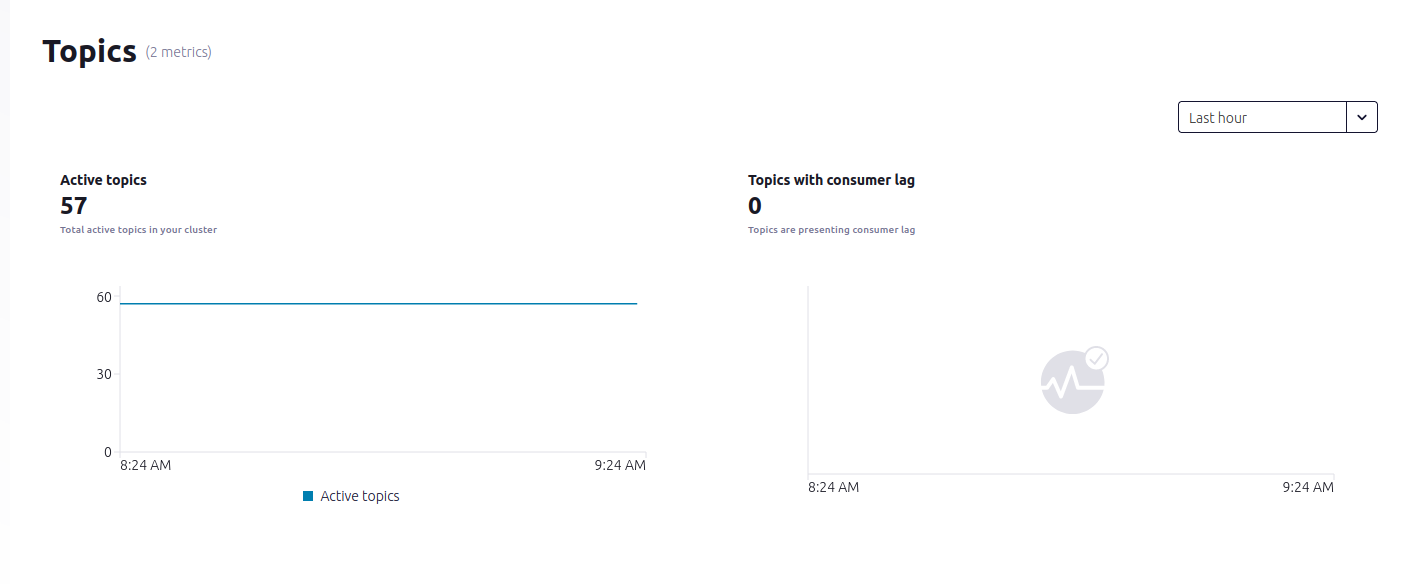 Topics (2 metrics)
Last hour
Active topics
57
Total active topics in your cluster
60
30
0
8:24 AM 9:24 AM
Active topics
Topics with consumer lag
0
Topics are presenting consumer lag
8:24 AM 9:24 AM